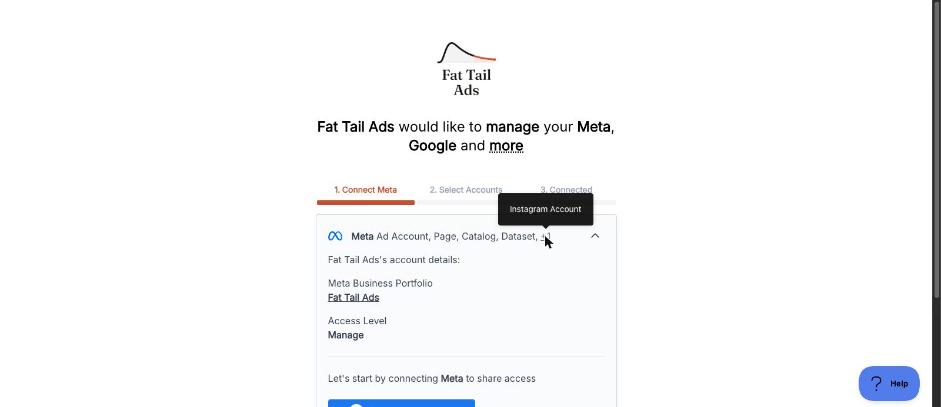 Fat Tail
Ads
Fat Tail Ads would like to manage your Meta,
Google and more
1. Connect Meta
2. Select Accounts
3. Connected
Instagram Account
Meta Ad Account, Page, Catalog, Dataset,
Fat Tail Ads's account details:
Meta Business Portfolio
Fat Tail Ads
Access Level
Manage
Let's start by connecting Meta to share access
Help